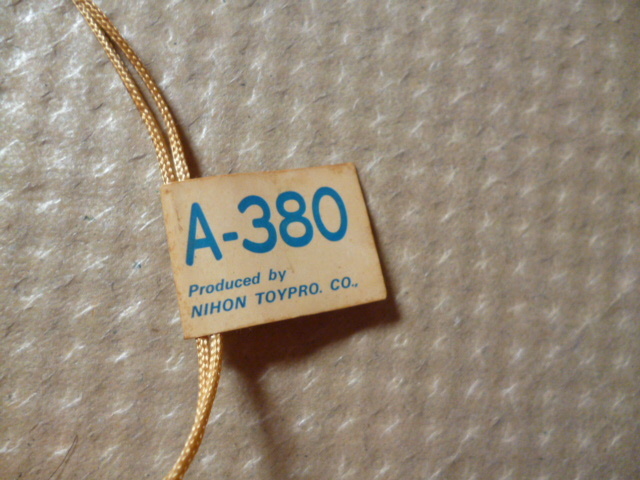 A-380
Produced by
NIHON TOYPRO. CO.,